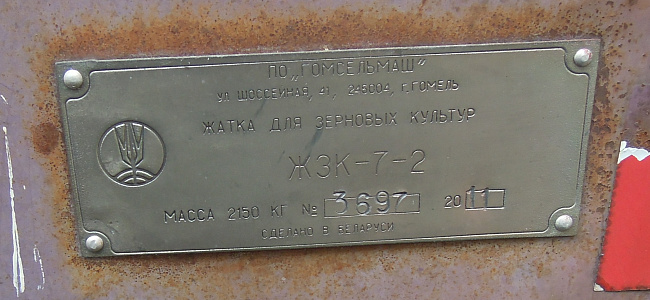 ПО „ГОМСЕЛЬМАШ"
УЛ. ШОССЕЙНАЯ, 41, 246004, Г. ГОМЕЛЬ
ЖАТКА ДЛЯ ЗЕРНОВЫХ КУЛЬТУР
ЖЗК-7-2
МАССА 2150 КГ № 3697 2011
СДЕЛАНО В БЕЛАРУСИ